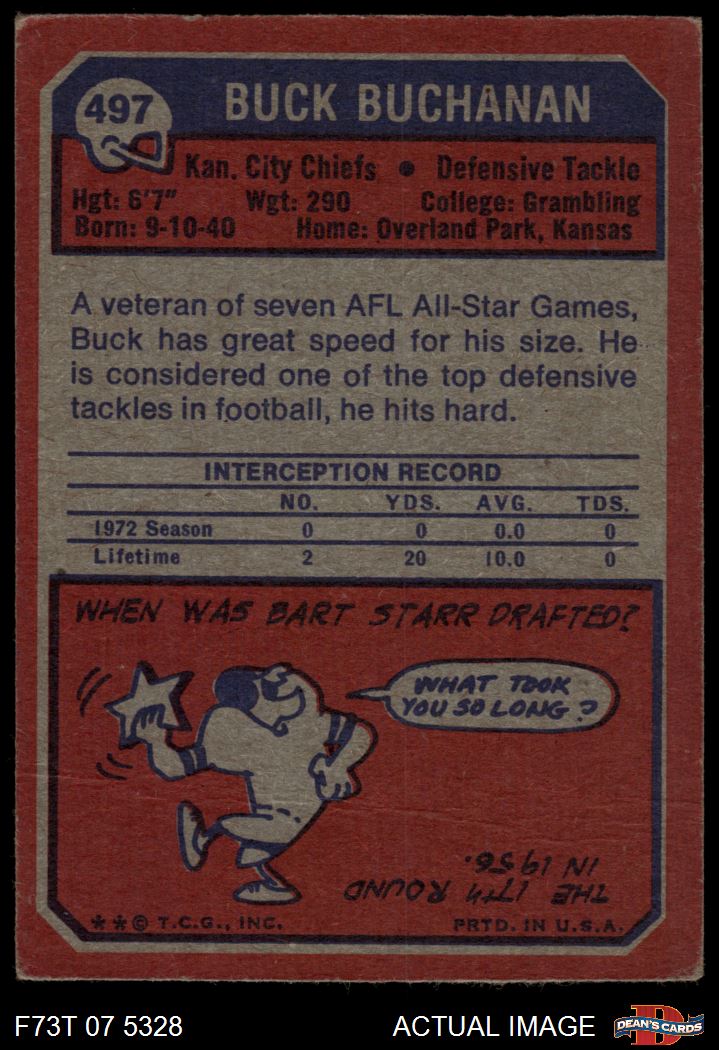 497
BUCK BUCHANAN
Kan. City Chiefs • Defensive Tackle
Hgt: 6'7" Wgt: 290 College: Grambling
Born: 9-10-40 Home: Overland Park, Kansas
A veteran of seven AFL All-Star Games,
Buck has great speed for his size. He
is considered one of the top defensive
tackles in football, he hits hard.
INTERCEPTION RECORD
NO. YDS. AVG. TDS.
1972 Season 0 0 0.0 0
Lifetime 2 20 10.0 0
WHEN WAS BART STARR DRAFTED?
WHAT TOOK
YOU SO LONG?
THE 17TH ROUND
IN 1956.
**© T.C.G., INC. PRTD. IN U.S.A.
F73T 07 5328 ACTUAL IMAGE
DEAN'S CARDS